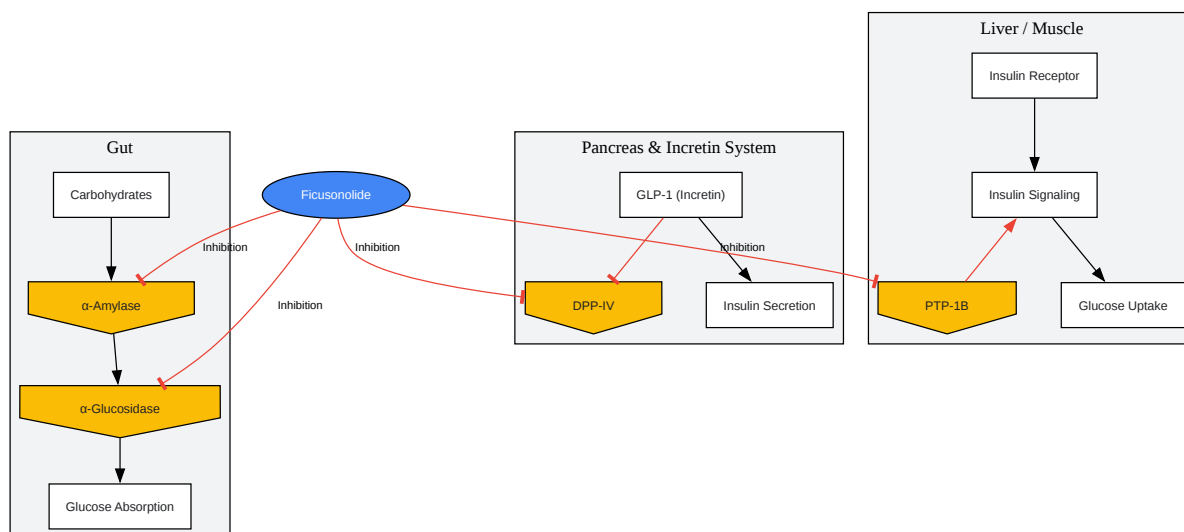 Liver / Muscle
Insulin Receptor
Gut
Pancreas & Incretin System
Carbohydrates
Ficusonolide
GLP-1 (Incretin)
Insulin Signaling
Inhibition
Inhibition
Inhibition
α-Amylase
Inhibition
DPP-IV
Insulin Secretion
PTP-1B
Glucose Uptake
α-Glucosidase
Glucose Absorption